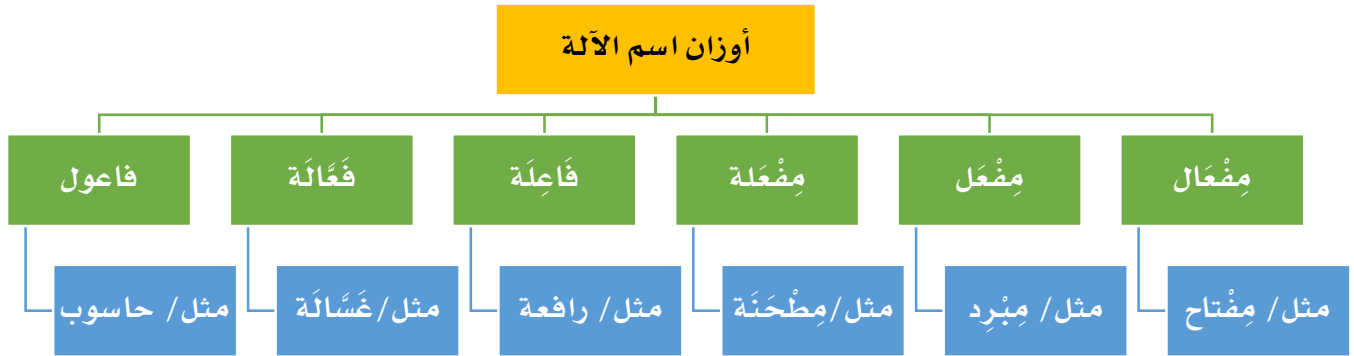 أوزان اسم الآلة
مِفْعَال
مِفْعَل
مِفْعَلة
فَاعِلَة
فَعَّالَة
فاعول
مثل/ مِفْتاح
مثل/ مِبْرِد
مثل/مِطْحَنَة
مثل/ رافعة
مثل/غَسَّالَة
مثل/ حاسوب